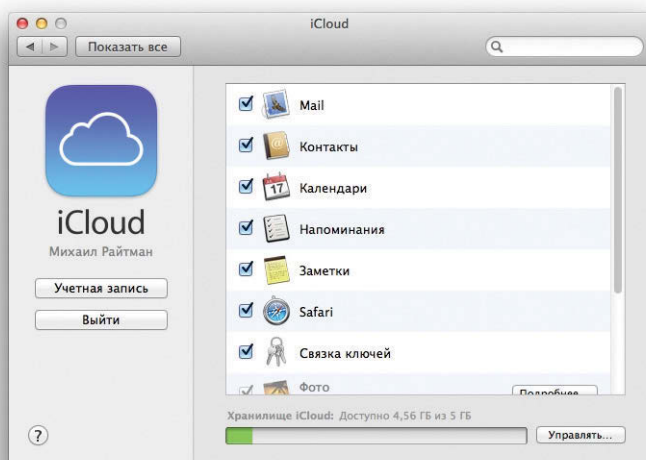 iCloud
Показать все
Mail
Контакты
17
Календари
iCloud
Напоминания
Михаил Райтман
Заметки
Учетная запись
Safari
Выйти
Связка ключей
Фото
Подробнее...
Хранилище iCloud: Доступно 4,56 ГБ из 5 ГБ
?
Управлять...